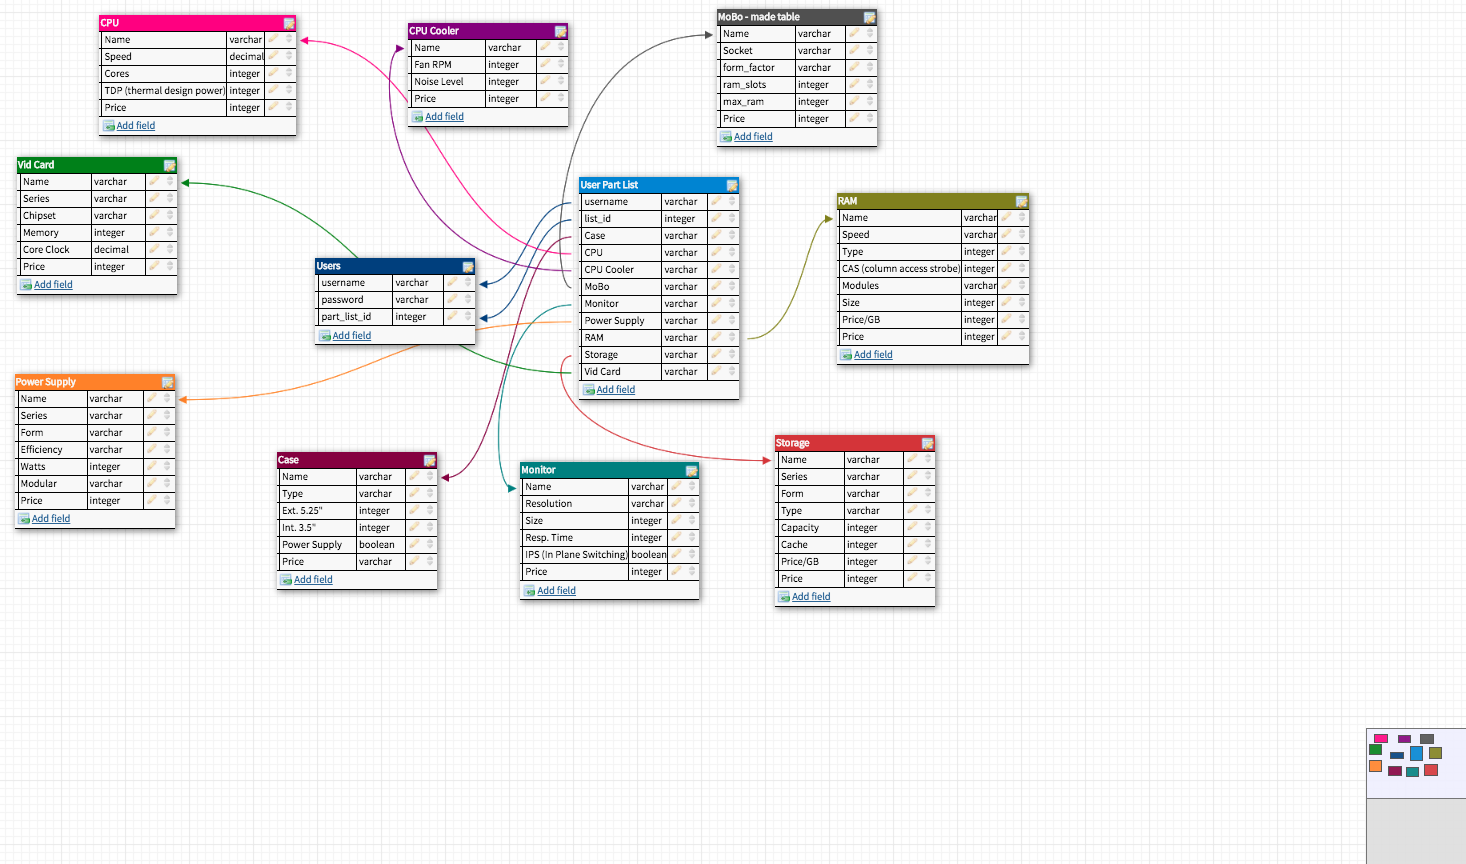 CPU
Name varchar
Speed decimal
Cores integer
TDP (thermal design power) integer
Price integer
Add field
CPU Cooler
Name varchar
Fan RPM integer
Noise Level integer
Price integer
Add field
MoBo - made table
Name varchar
Socket varchar
form_factor varchar
ram_slots integer
max_ram integer
Price integer
Add field
Vid Card
Name varchar
Series varchar
Chipset varchar
Memory integer
Core Clock decimal
Price integer
Add field
Users
username varchar
password varchar
part_list_id integer
Add field
User Part List
username varchar
list_id integer
Case varchar
CPU varchar
CPU Cooler varchar
MoBo varchar
Monitor varchar
Power Supply varchar
RAM varchar
Storage varchar
Vid Card varchar
Add field
RAM
Name varchar
Speed varchar
Type integer
CAS (column access strobe) integer
Modules varchar
Size integer
Price/GB integer
Price integer
Add field
Power Supply
Name varchar
Series varchar
Form varchar
Efficiency varchar
Watts integer
Modular varchar
Price integer
Add field
Case
Name varchar
Type varchar
Ext. 5.25" integer
Int. 3.5" integer
Power Supply boolean
Price varchar
Add field
Monitor
Name varchar
Resolution varchar
Size integer
Resp. Time integer
IPS (In Plane Switching) boolean
Price integer
Add field
Storage
Name varchar
Series varchar
Form varchar
Type varchar
Capacity integer
Cache integer
Price/GB integer
Price integer
Add field